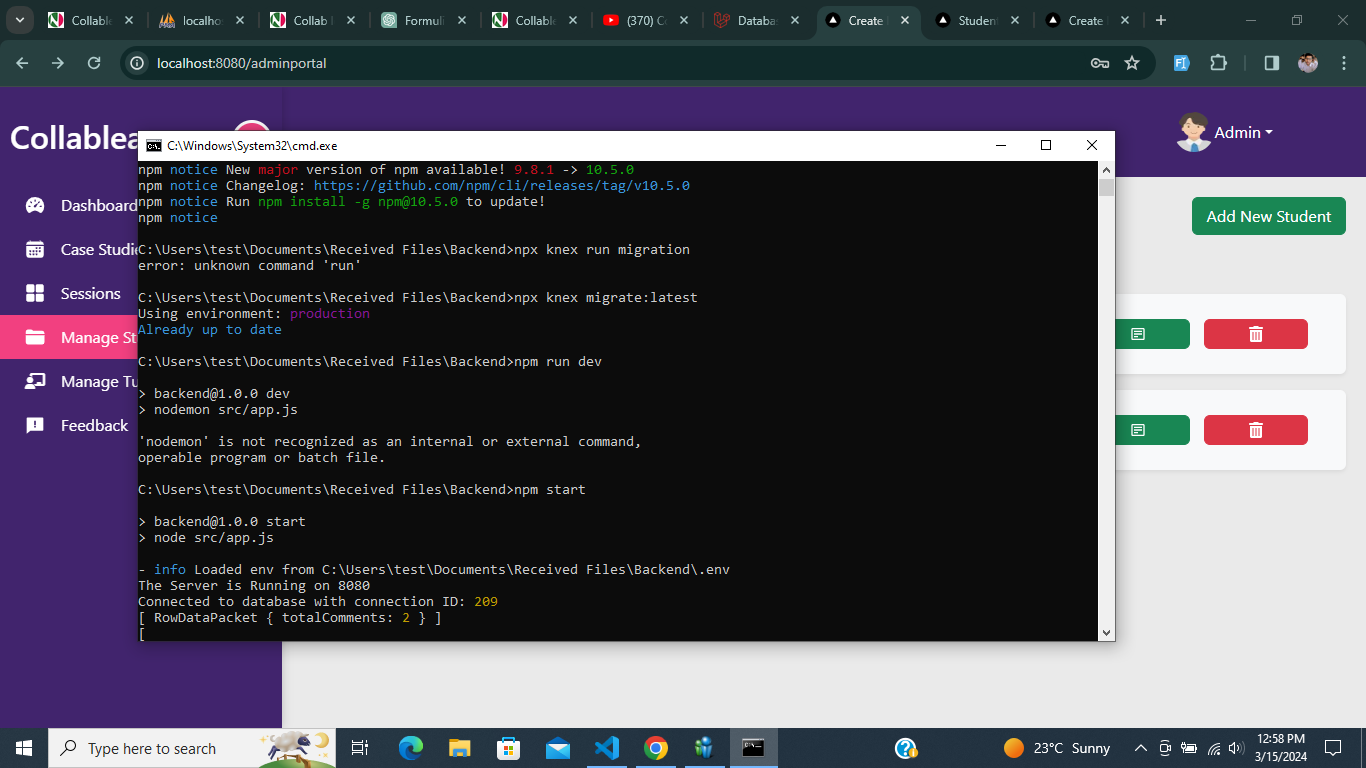 Collable
localhos
Collab
Formuli
Collable
(370) C
Databa
Create
Studen
Create
localhost:8080/adminportal
Collablea
Admin
C:\Windows\System32\cmd.exe
npm notice New major version of npm available! 9.8.1 -> 10.5.0
npm notice Changelog: https://github.com/npm/cli/releases/tag/v10.5.0
npm notice Run npm install -g npm@10.5.0 to update!
npm notice
C:\Users\test\Documents\Received Files\Backend>npx knex run migration
error: unknown command 'run'
C:\Users\test\Documents\Received Files\Backend>npx knex migrate:latest
Using environment: production
Already up to date
C:\Users\test\Documents\Received Files\Backend>npm run dev
> backend@1.0.0 dev
> nodemon src/app.js
'nodemon' is not recognized as an internal or external command,
operable program or batch file.
C:\Users\test\Documents\Received Files\Backend>npm start
> backend@1.0.0 start
> node src/app.js
- info Loaded env from C:\Users\test\Documents\Received Files\Backend\.env
The Server is Running on 8080
Connected to database with connection ID: 209
[ RowDataPacket { totalComments: 2 } ]
[
Dashboard
Case Studie
Sessions
Manage St
Manage Tu
Feedback
Add New Student
Type here to search
23°C Sunny
12:58 PM
3/15/2024